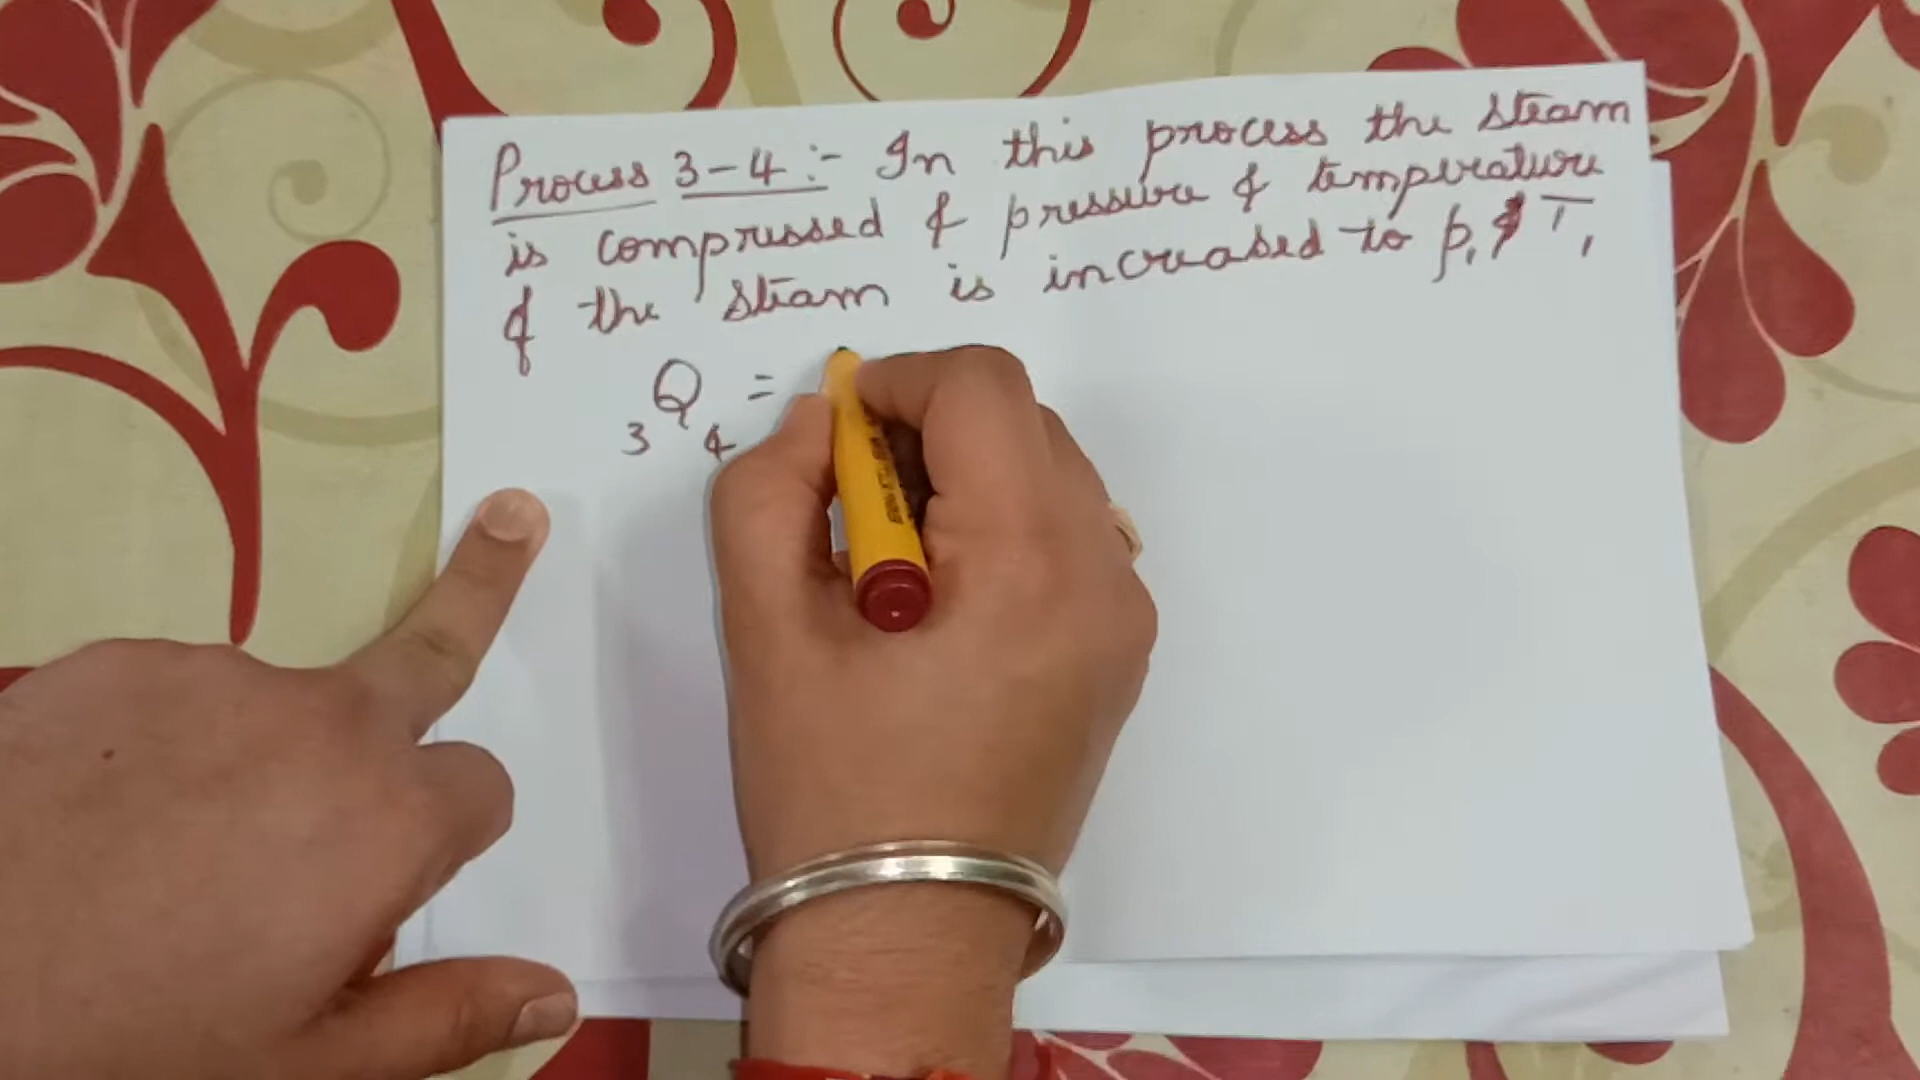 Process 3-4 :- In this process the steam
is compressed & pressure & temperature
of the steam is increased to p₁, T₁
₃Q₄ =